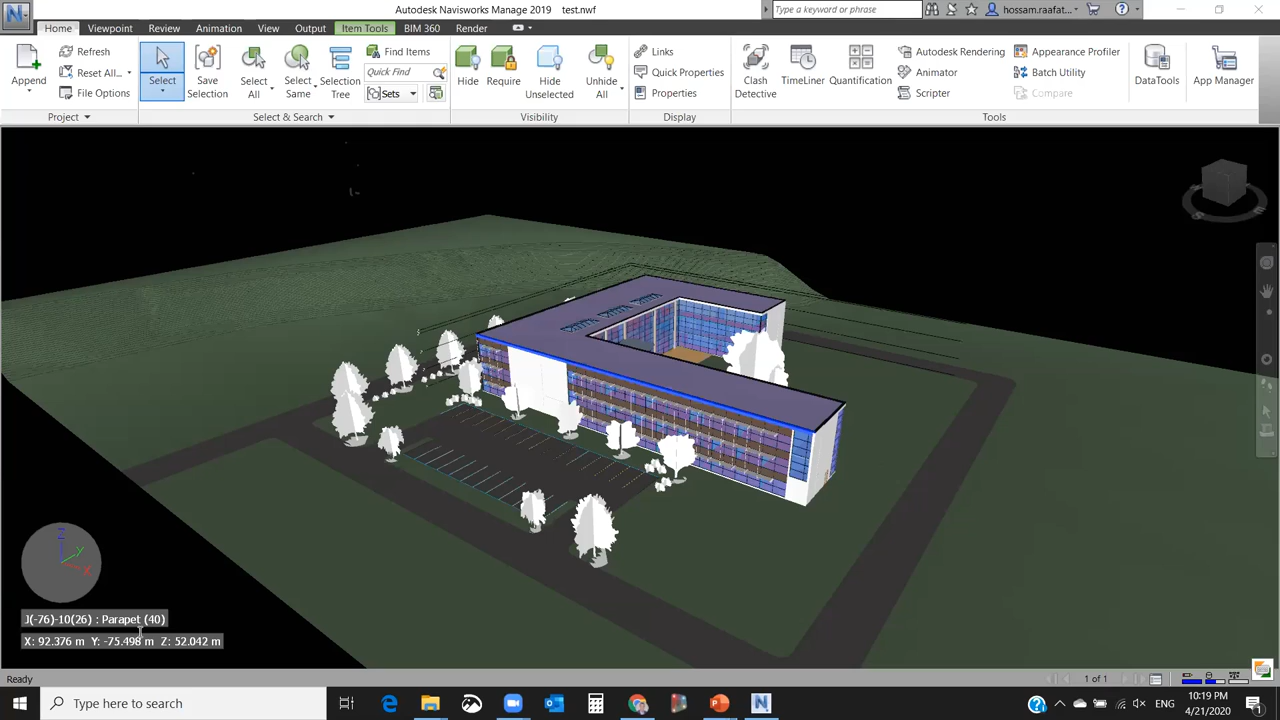 Autodesk Navisworks Manage 2019 test.nwf
Type a keyword or phrase
hossam.raafat...
Home Viewpoint Review Animation View Output Item Tools BIM 360 Render
Append
Refresh
Reset All...
File Options
Project
Select
Save Selection
Select All
Select Same
Selection Tree
Find Items
Quick Find
Sets
Select & Search
Hide
Require
Hide Unselected
Unhide All
Visibility
Links
Quick Properties
Properties
Display
Clash Detective
TimeLiner
Quantification
Autodesk Rendering
Animator
Scripter
Appearance Profiler
Batch Utility
Compare
DataTools
App Manager
Tools
S E
Z
Y
X
J(-76)-10(26) : Parapet (40)
X: 92.376 m Y: -75.498 m Z: 52.042 m
Ready
1 of 1
Type here to search
ENG
10:19 PM
4/21/2020
1